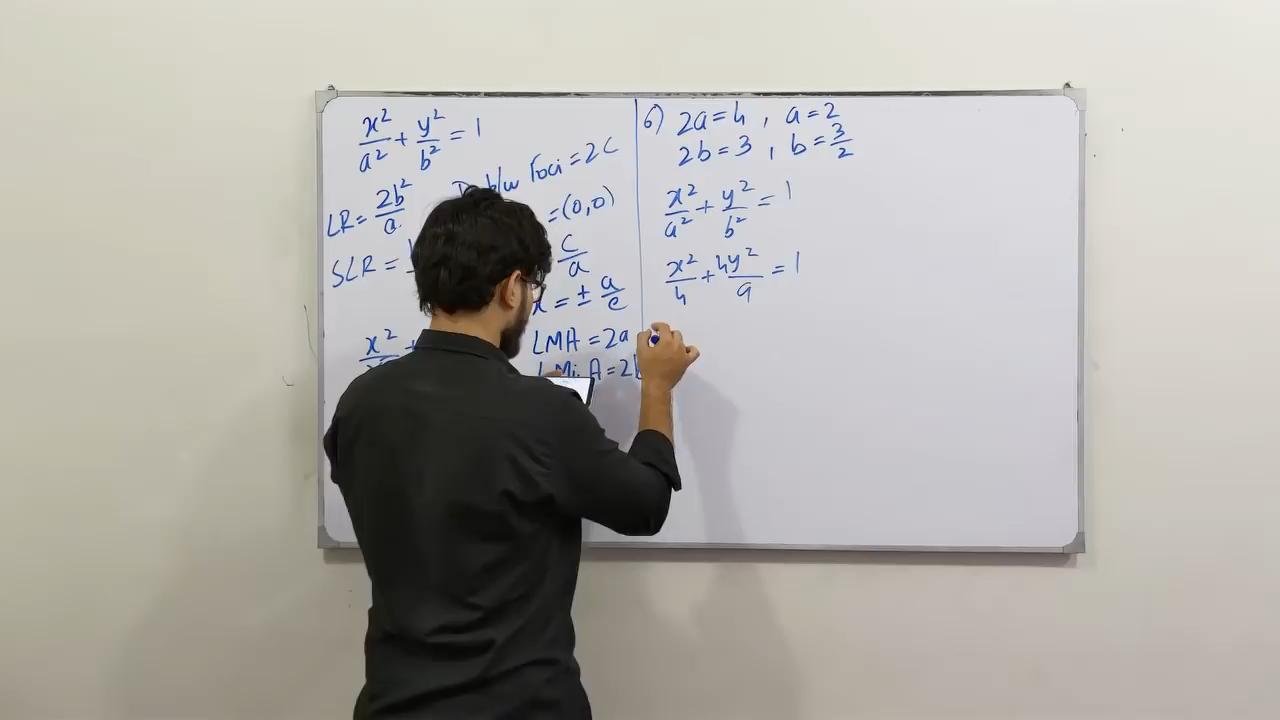 x²/a² + y²/b² = 1
LR = 2b²/a
SLR =
b/w Foci = 2C
= (0,0)
C/a
x = ± a/e
LMA = 2a
LMi A = 2b
x²
6) 2a = 4 , a = 2
2b = 3 , b = 3/2
x²/a² + y²/b² = 1
x²/4 + 4y²/9 = 1